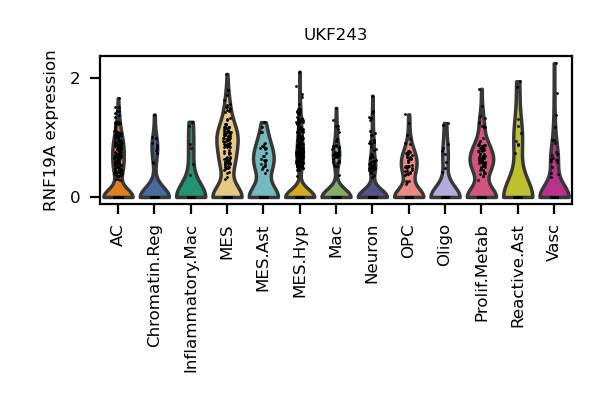 UKF243
RNF19A expression
2
0
AC
Chromatin.Reg
Inflammatory.Mac
MES
MES.Ast
MES.Hyp
Mac
Neuron
OPC
Oligo
Prolif.Metab
Reactive.Ast
Vasc